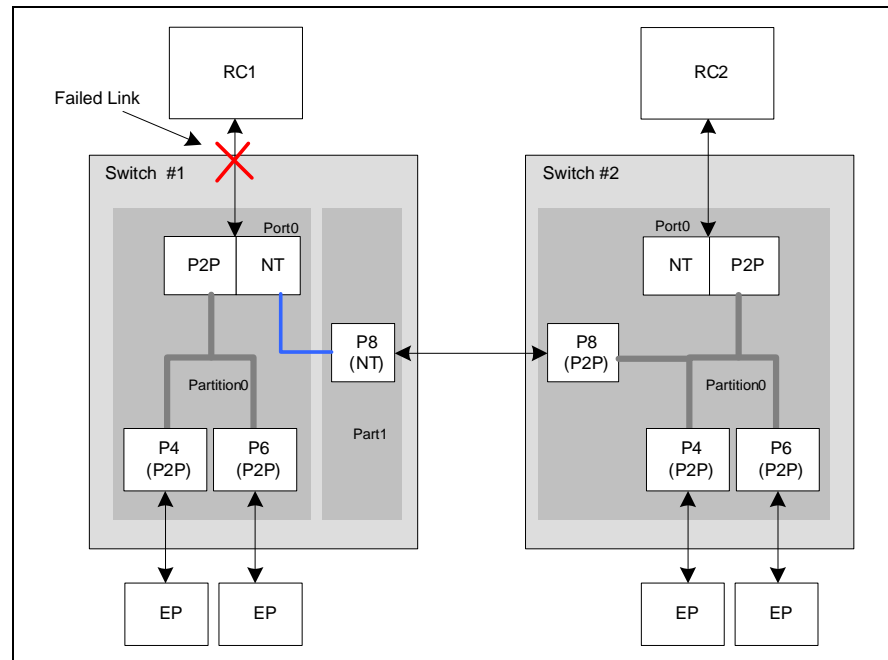 RC1
RC2
Failed Link
Switch #1
Switch #2
Port0
P2P
NT
Port0
NT
P2P
P8
(NT)
P8
(P2P)
Partition0
Partition0
P4
(P2P)
P6
(P2P)
Part1
P4
(P2P)
P6
(P2P)
EP
EP
EP
EP